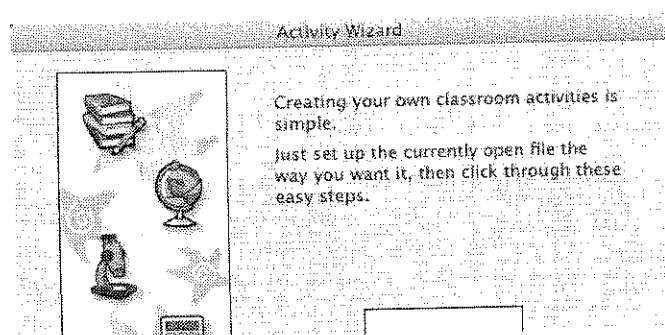 Activity Wizard
Creating your own classroom activities is
simple.
Just set up the currently open file the
way you want it, then click through these
easy steps.